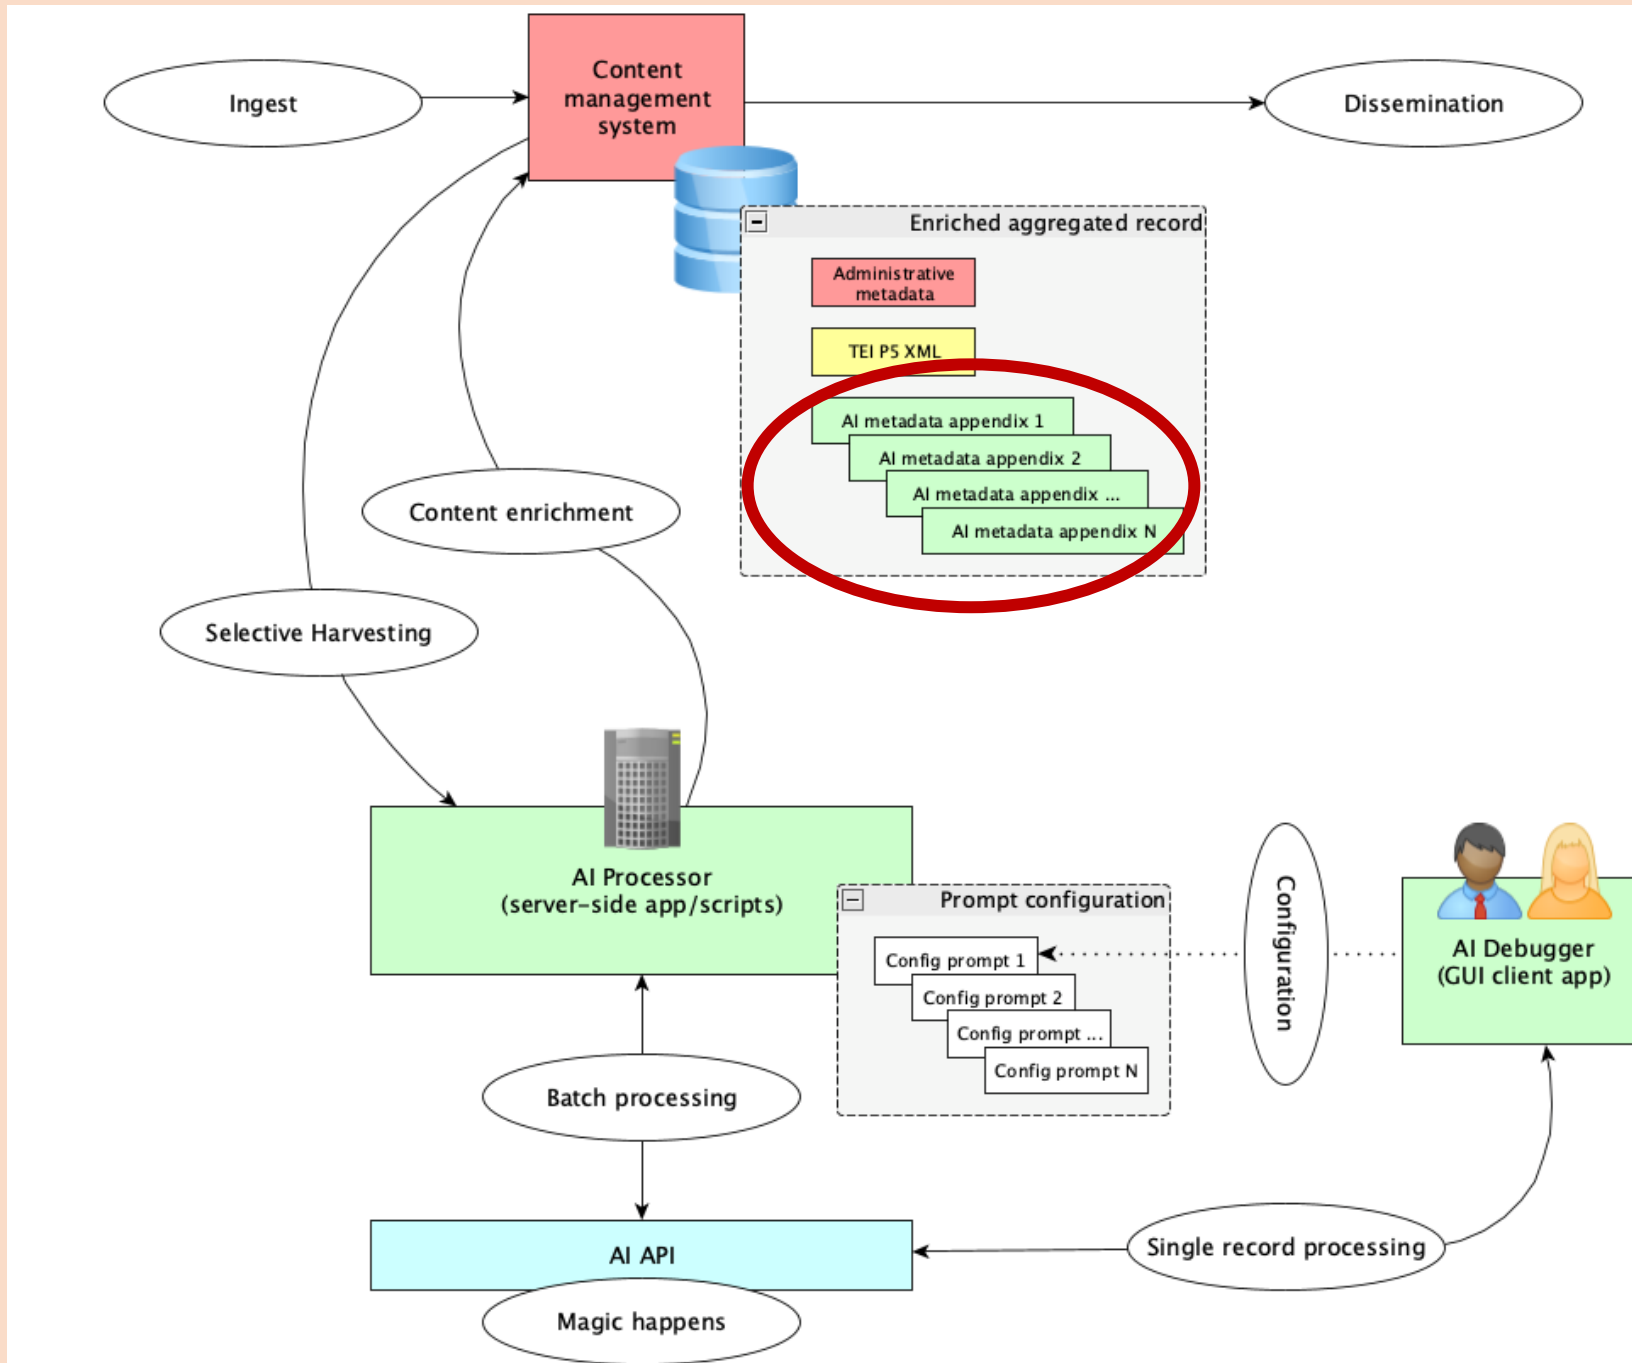 Ingest
Content
management
system
Dissemination
Enriched aggregated record
Administrative
metadata
TEI P5 XML
AI metadata appendix 1
AI metadata appendix 2
AI metadata appendix ...
AI metadata appendix N
Content enrichment
Selective Harvesting
AI Processor
(server-side app/scripts)
Prompt configuration
Config prompt 1
Config prompt 2
Config prompt ...
Config prompt N
Configuration
AI Debugger
(GUI client app)
Batch processing
AI API
Single record processing
Magic happens